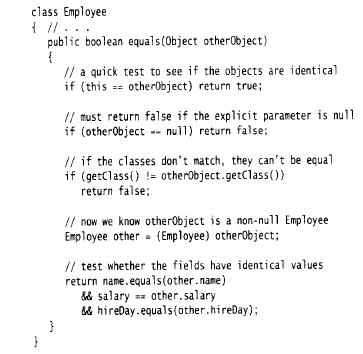 class Employee
{ // . . .
public boolean equals(Object otherObject)
{
// a quick test to see if the objects are identical
if (this == otherObject) return true;
// must return false if the explicit parameter is null
if (otherObject == null) return false;
// if the classes don't match, they can't be equal
if (getClass() != otherObject.getClass())
return false;
// now we know otherObject is a non-null Employee
Employee other = (Employee) otherObject;
// test whether the fields have identical values
return name.equals(other.name)
&& salary == other.salary
&& hireDay.equals(other.hireDay);
}
}